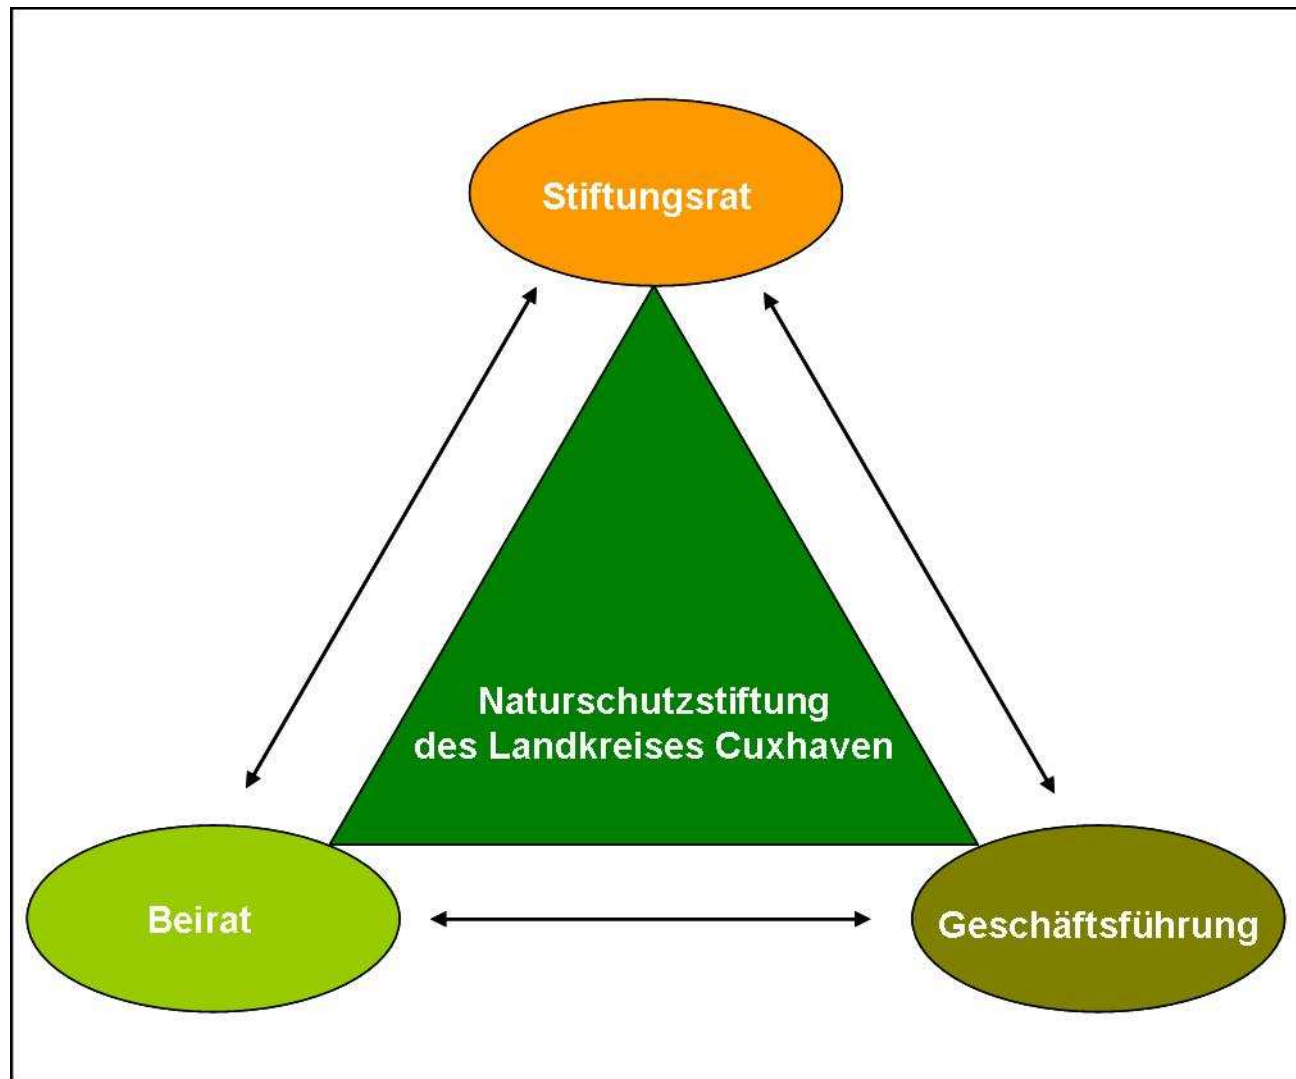 Stiftungsrat
Naturschutzstiftung
des Landkreises Cuxhaven
Beirat
Geschäftsführung